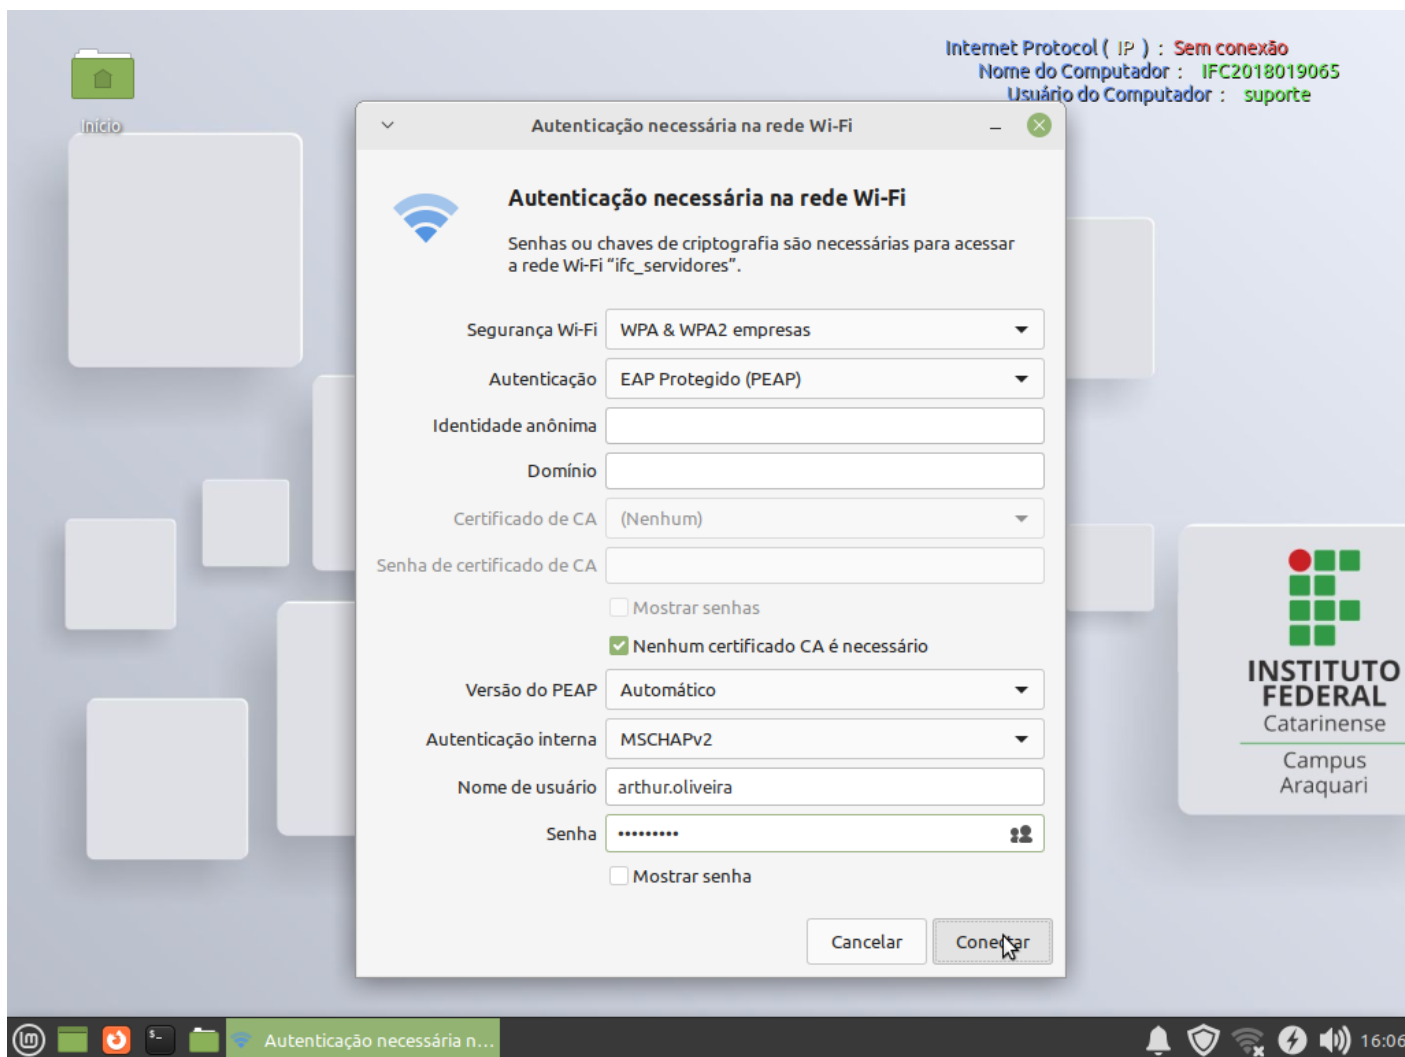 Internet Protocol ( IP ) : Sem conexão
Nome do Computador : IFC2018019065
Usuário do Computador : suporte
Início
Autenticação necessária na rede Wi-Fi
Autenticação necessária na rede Wi-Fi
Senhas ou chaves de criptografia são necessárias para acessar
a rede Wi-Fi “ifc_servidores”.
Segurança Wi-Fi WPA & WPA2 empresas
Autenticação EAP Protegido (PEAP)
Identidade anônima
Domínio
Certificado de CA (Nenhum)
Senha de certificado de CA
Mostrar senhas
Nenhum certificado CA é necessário
Versão do PEAP Automático
Autenticação interna MSCHAPv2
Nome de usuário arthur.oliveira
Senha •••••••••
Mostrar senha
Cancelar Conectar
INSTITUTO
FEDERAL
Catarinense
Campus
Araquari
Autenticação necessária n...
16:06